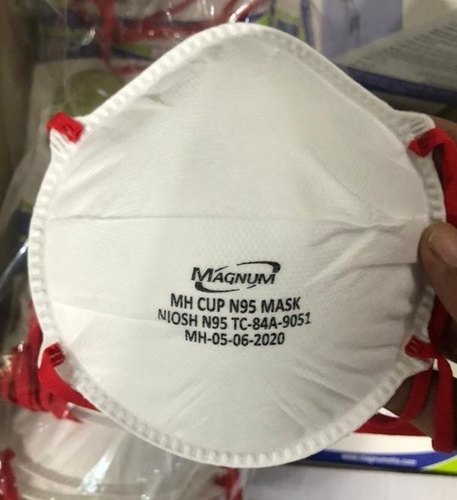 MAGNUM
MH CUP N95 MASK
NIOSH N95 TC-84A-9051
MH-05-06-2020